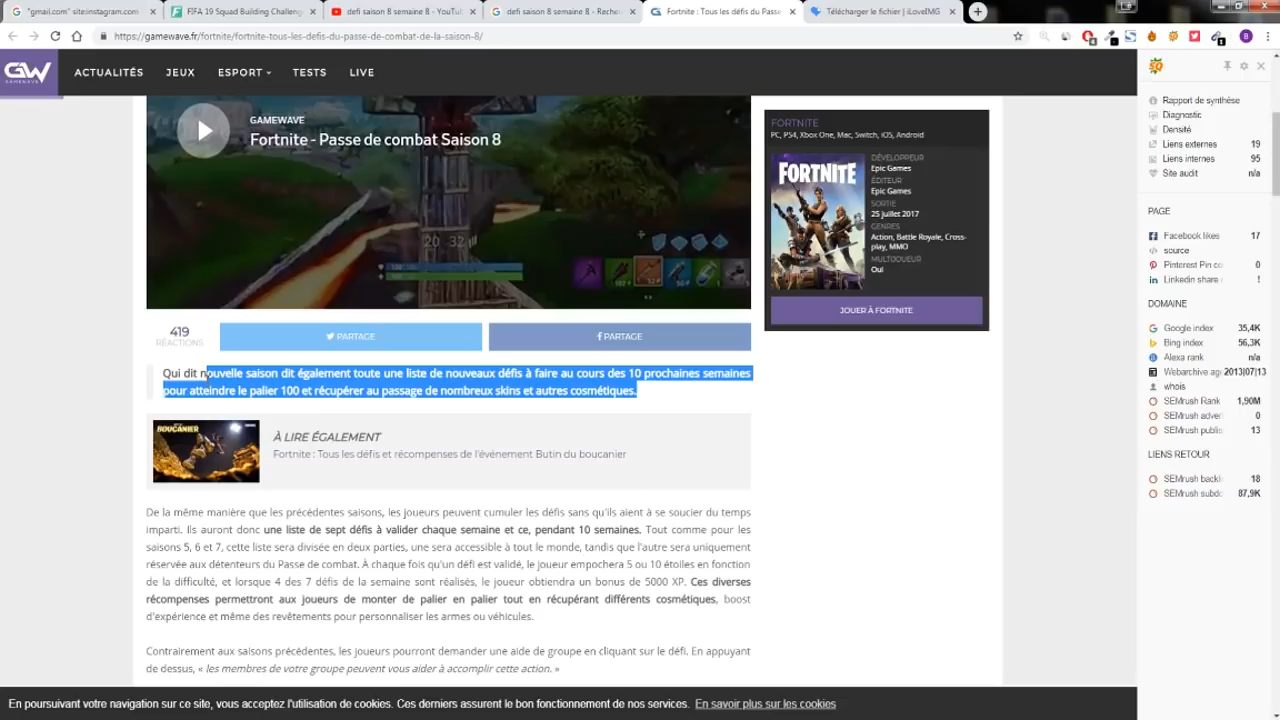 "gmail.com" site:instagram.com
FIFA 19 Squad Building Challeng
defi saison 8 semaine 8 - YouTu
defi saison 8 semaine 8 - Reche
Fortnite : Tous les défis du Passe
Télécharger le fichier | iLoveIMG
https://gamewave.fr/fortnite/fortnite-tous-les-defis-du-passe-de-combat-de-la-saison-8/
GW
GAMEWAVE
ACTUALITÉS
JEUX
ESPORT
TESTS
LIVE
GAMEWAVE
Fortnite - Passe de combat Saison 8
20 32
419
RÉACTIONS
PARTAGE
PARTAGE
Qui dit nouvelle saison dit également toute une liste de nouveaux défis à faire au cours des 10 prochaines semaines
pour atteindre le palier 100 et récupérer au passage de nombreux skins et autres cosmétiques.
BOUCANIER
À LIRE ÉGALEMENT
Fortnite : Tous les défis et récompenses de l'événement Butin du boucanier
De la même manière que les précédentes saisons, les joueurs peuvent cumuler les défis sans qu'ils aient à se soucier du temps
imparti. Ils auront donc une liste de sept défis à valider chaque semaine et ce, pendant 10 semaines. Tout comme pour les
saisons 5, 6 et 7, cette liste sera divisée en deux parties, une sera accessible à tout le monde, tandis que l'autre sera uniquement
réservée aux détenteurs du Passe de combat. À chaque fois qu'un défi est validé, le joueur empochera 5 ou 10 étoiles en fonction
de la difficulté, et lorsque 4 des 7 défis de la semaine sont réalisés, le joueur obtiendra un bonus de 5000 XP. Ces diverses
récompenses permettront aux joueurs de monter de palier en palier tout en récupérant différents cosmétiques, boost
d'expérience et même des revêtements pour personnaliser les armes ou véhicules.
Contrairement aux saisons précédentes, les joueurs pourront demander une aide de groupe en cliquant sur le défi. En appuyant
de dessus, « les membres de votre groupe peuvent vous aider à accomplir cette action. »
FORTNITE
PC, PS4, Xbox One, Mac, Switch, iOS, Android
FORTNITE
DÉVELOPPEUR
Epic Games
ÉDITEUR
Epic Games
SORTIE
25 juillet 2017
GENRES
Action, Battle Royale, Cross-
play, MMO
MULTIJOUEUR
Oui
JOUER À FORTNITE
Rapport de synthèse
Diagnostic
Densité
Liens externes 19
Liens internes 95
Site audit n/a
PAGE
Facebook likes 17
source
Pinterest Pin co 0
Linkedin share !
DOMAINE
Google index 35,4K
Bing index 56,3K
Alexa rank n/a
Webarchive ag 2013|07|13
whois
SEMrush Rank 1,90M
SEMrush adver 0
SEMrush publis 13
LIENS RETOUR
SEMrush backl 18
SEMrush subdo 87,9K
En poursuivant votre navigation sur ce site, vous acceptez l'utilisation de cookies. Ces derniers assurent le bon fonctionnement de nos services. En savoir plus sur les cookies